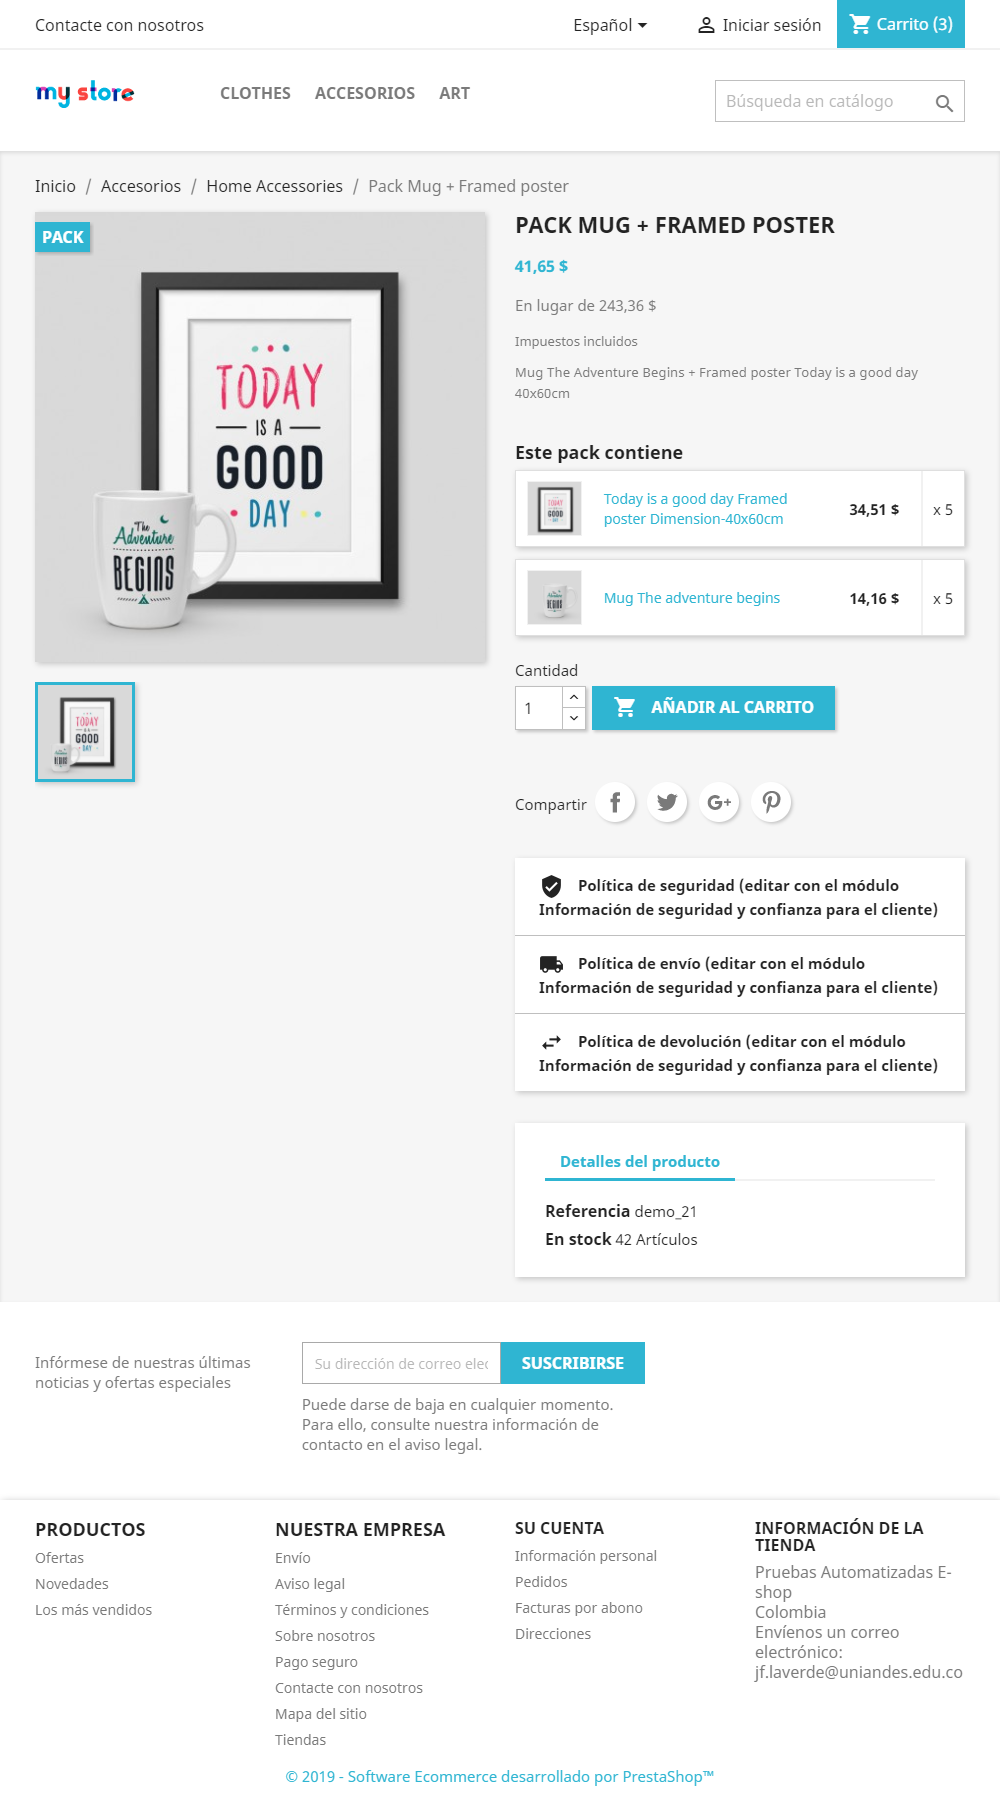 Contacte con nosotros
Español
Iniciar sesión
Carrito (3)
my store
CLOTHES ACCESORIOS ART
Búsqueda en catálogo
Inicio / Accesorios / Home Accessories / Pack Mug + Framed poster
PACK
TODAY
IS A
GOOD
DAY
The
Adventure
BEGINS
PACK MUG + FRAMED POSTER
41,65 $
En lugar de 243,36 $
Impuestos incluidos
Mug The Adventure Begins + Framed poster Today is a good day
40x60cm
Este pack contiene
Today is a good day Framed
poster Dimension-40x60cm
34,51 $
x 5
Mug The adventure begins
14,16 $
x 5
Cantidad
1
AÑADIR AL CARRITO
Compartir
Política de seguridad (editar con el módulo
Información de seguridad y confianza para el cliente)
Política de envío (editar con el módulo
Información de seguridad y confianza para el cliente)
Política de devolución (editar con el módulo
Información de seguridad y confianza para el cliente)
Detalles del producto
Referencia demo_21
En stock 42 Artículos
Infórmese de nuestras últimas
noticias y ofertas especiales
Su dirección de correo elec
SUSCRIBIRSE
Puede darse de baja en cualquier momento.
Para ello, consulte nuestra información de
contacto en el aviso legal.
PRODUCTOS
Ofertas
Novedades
Los más vendidos
NUESTRA EMPRESA
Envío
Aviso legal
Términos y condiciones
Sobre nosotros
Pago seguro
Contacte con nosotros
Mapa del sitio
Tiendas
SU CUENTA
Información personal
Pedidos
Facturas por abono
Direcciones
INFORMACIÓN DE LA
TIENDA
Pruebas Automatizadas E-
shop
Colombia
Envíenos un correo
electrónico:
jf.laverde@uniandes.edu.co
© 2019 - Software Ecommerce desarrollado por PrestaShop™